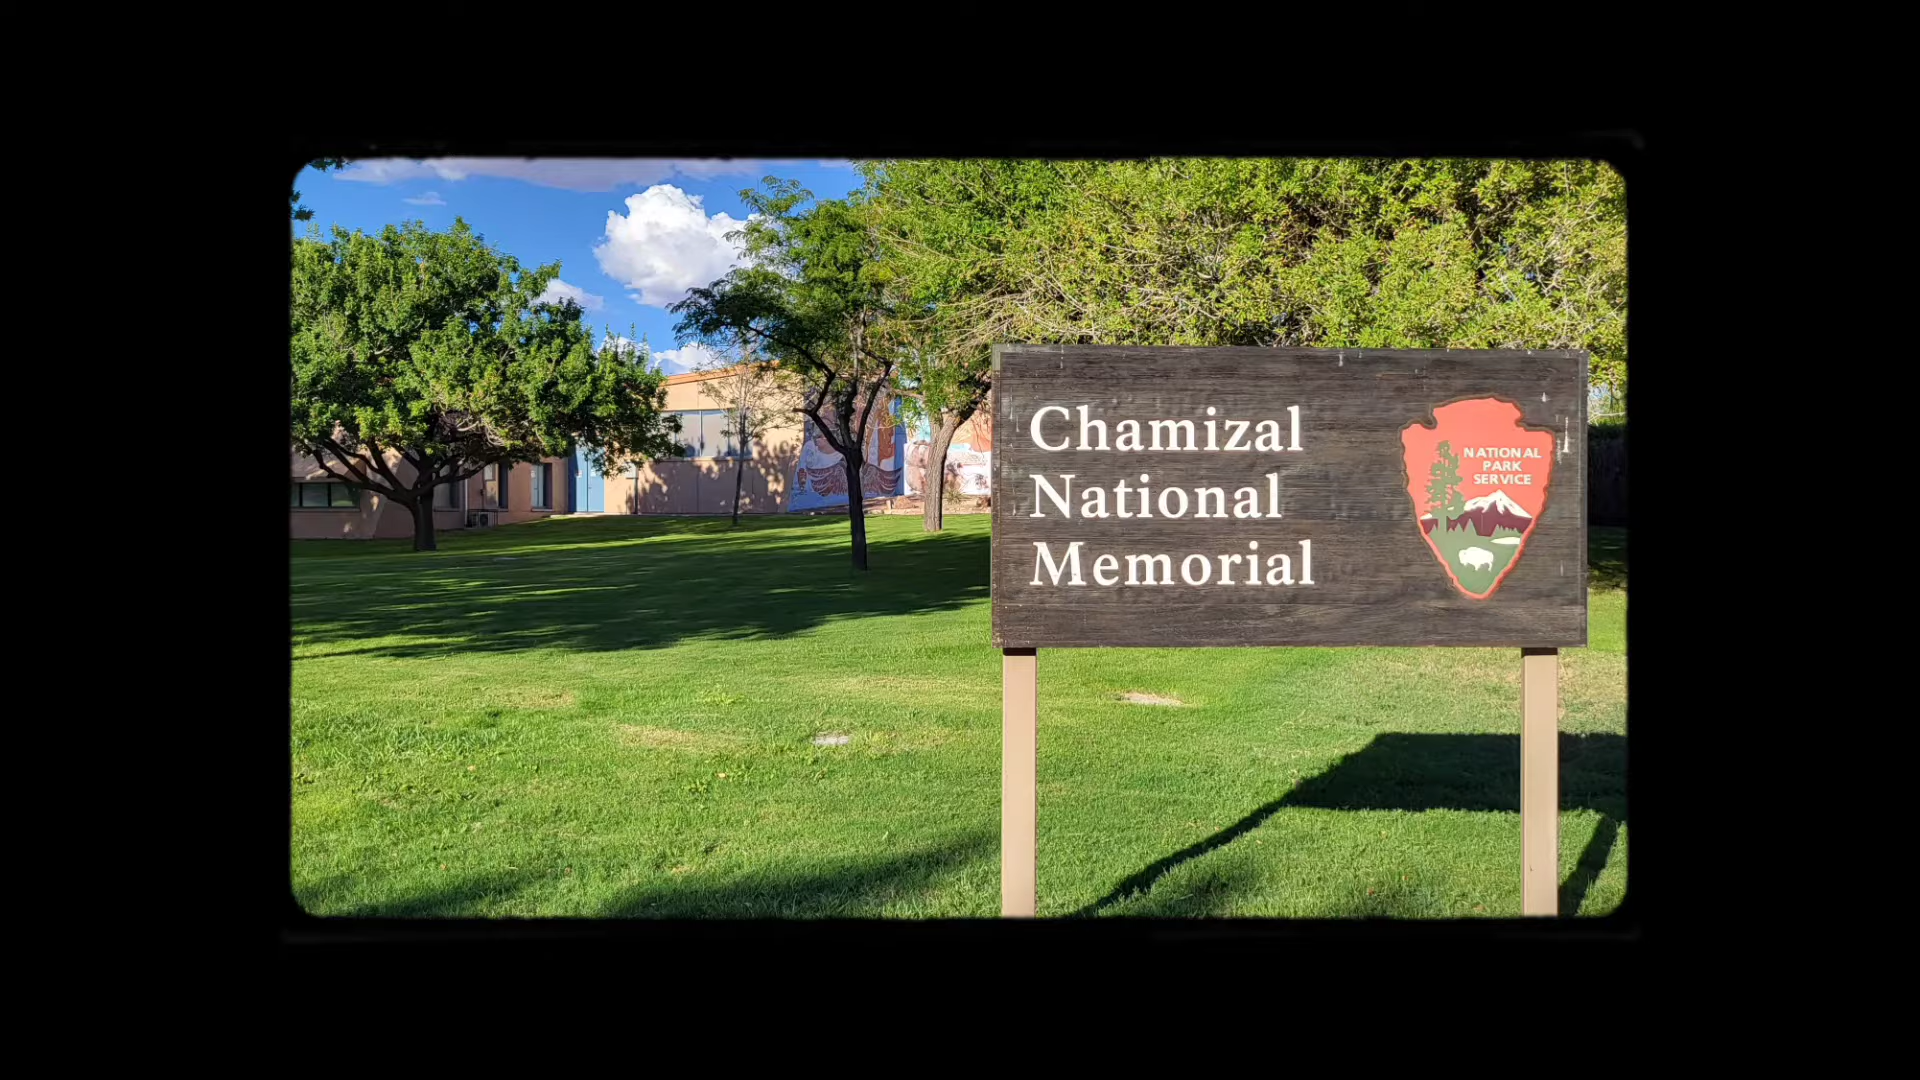 Chamizal
National
Memorial
NATIONAL
PARK
SERVICE